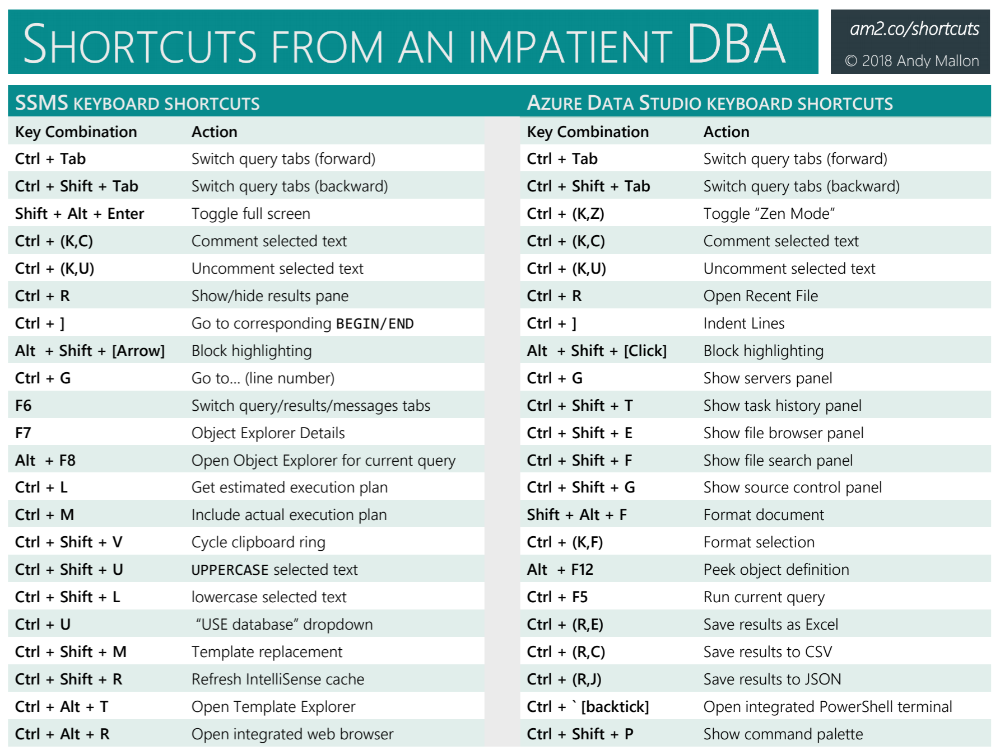 SHORTCUTS FROM AN IMPATIENT DBA
am2.co/shortcuts
© 2018 Andy Mallon
SSMS KEYBOARD SHORTCUTS
Key Combination Action
Ctrl + Tab Switch query tabs (forward)
Ctrl + Shift + Tab Switch query tabs (backward)
Shift + Alt + Enter Toggle full screen
Ctrl + (K,C) Comment selected text
Ctrl + (K,U) Uncomment selected text
Ctrl + R Show/hide results pane
Ctrl + ] Go to corresponding BEGIN/END
Alt + Shift + [Arrow] Block highlighting
Ctrl + G Go to... (line number)
F6 Switch query/results/messages tabs
F7 Object Explorer Details
Alt + F8 Open Object Explorer for current query
Ctrl + L Get estimated execution plan
Ctrl + M Include actual execution plan
Ctrl + Shift + V Cycle clipboard ring
Ctrl + Shift + U UPPERCASE selected text
Ctrl + Shift + L lowercase selected text
Ctrl + U “USE database” dropdown
Ctrl + Shift + M Template replacement
Ctrl + Shift + R Refresh IntelliSense cache
Ctrl + Alt + T Open Template Explorer
Ctrl + Alt + R Open integrated web browser
AZURE DATA STUDIO KEYBOARD SHORTCUTS
Key Combination Action
Ctrl + Tab Switch query tabs (forward)
Ctrl + Shift + Tab Switch query tabs (backward)
Ctrl + (K,Z) Toggle “Zen Mode”
Ctrl + (K,C) Comment selected text
Ctrl + (K,U) Uncomment selected text
Ctrl + R Open Recent File
Ctrl + ] Indent Lines
Alt + Shift + [Click] Block highlighting
Ctrl + G Show servers panel
Ctrl + Shift + T Show task history panel
Ctrl + Shift + E Show file browser panel
Ctrl + Shift + F Show file search panel
Ctrl + Shift + G Show source control panel
Shift + Alt + F Format document
Ctrl + (K,F) Format selection
Alt + F12 Peek object definition
Ctrl + F5 Run current query
Ctrl + (R,E) Save results as Excel
Ctrl + (R,C) Save results to CSV
Ctrl + (R,J) Save results to JSON
Ctrl + ` [backtick] Open integrated PowerShell terminal
Ctrl + Shift + P Show command palette